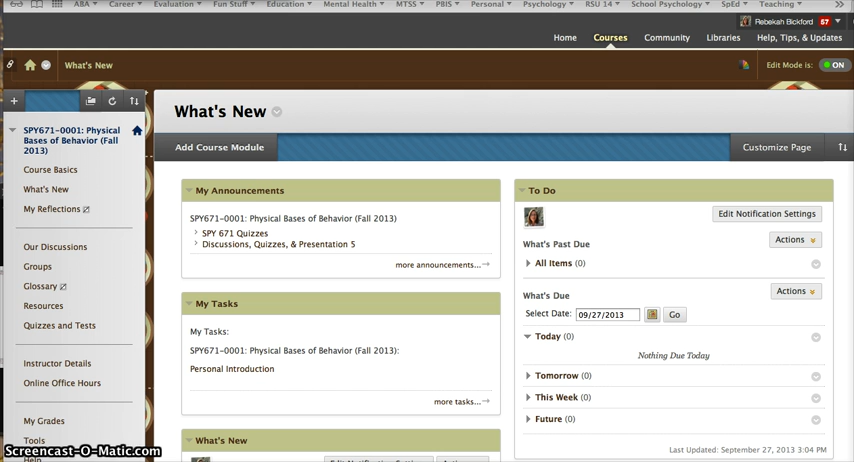 ABA Career Evaluation Fun Stuff Education Mental Health MTSS PBIS Personal Psychology RSU 14 School Psychology SpEd Teaching
Rebekah Bickford 57
Home Courses Community Libraries Help, Tips, & Updates
What's New Edit Mode is: ON
What's New
SPY671-0001: Physical
Bases of Behavior (Fall
2013)
Course Basics
What's New
My Reflections
Our Discussions
Groups
Glossary
Resources
Quizzes and Tests
Instructor Details
Online Office Hours
My Grades
Tools
Help
Add Course Module Customize Page
My Announcements
SPY671-0001: Physical Bases of Behavior (Fall 2013)
SPY 671 Quizzes
Discussions, Quizzes, & Presentation 5
more announcements...
My Tasks
My Tasks:
SPY671-0001: Physical Bases of Behavior (Fall 2013):
Personal Introduction
more tasks...
What's New
Edit Notification Settings Actions
To Do
Edit Notification Settings
What's Past Due Actions
All Items (0)
What's Due Actions
Select Date: 09/27/2013 Go
Today (0)
Nothing Due Today
Tomorrow (0)
This Week (0)
Future (0)
Last Updated: September 27, 2013 3:04 PM
Screencast-O-Matic.com